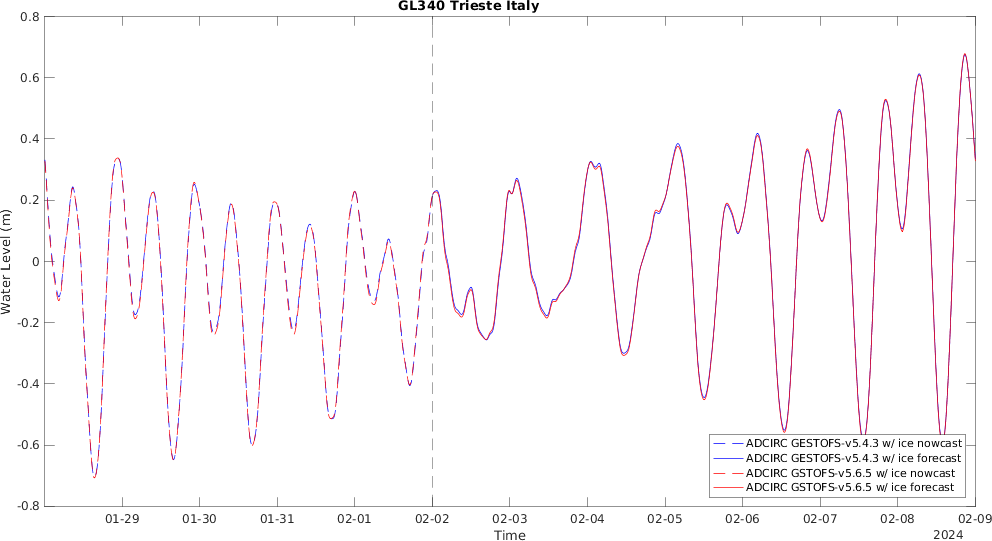 GL340 Trieste Italy
Water Level (m)
0.8
0.6
0.4
0.2
0
-0.2
-0.4
-0.6
-0.8
ADCIRC GESTOFS-v5.4.3 w/ ice nowcast
ADCIRC GESTOFS-v5.4.3 w/ ice forecast
ADCIRC GSTOFS-v5.6.5 w/ ice nowcast
ADCIRC GSTOFS-v5.6.5 w/ ice forecast
01-29 01-30 01-31 02-01 02-02 02-03 02-04 02-05 02-06 02-07 02-08 02-09
Time
2024